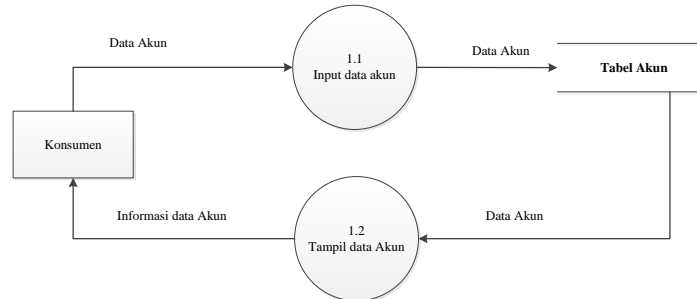 Data Akun
1.1
Input data akun
Data Akun
Tabel Akun
Konsumen
Informasi data Akun
1.2
Tampil data Akun
Data Akun